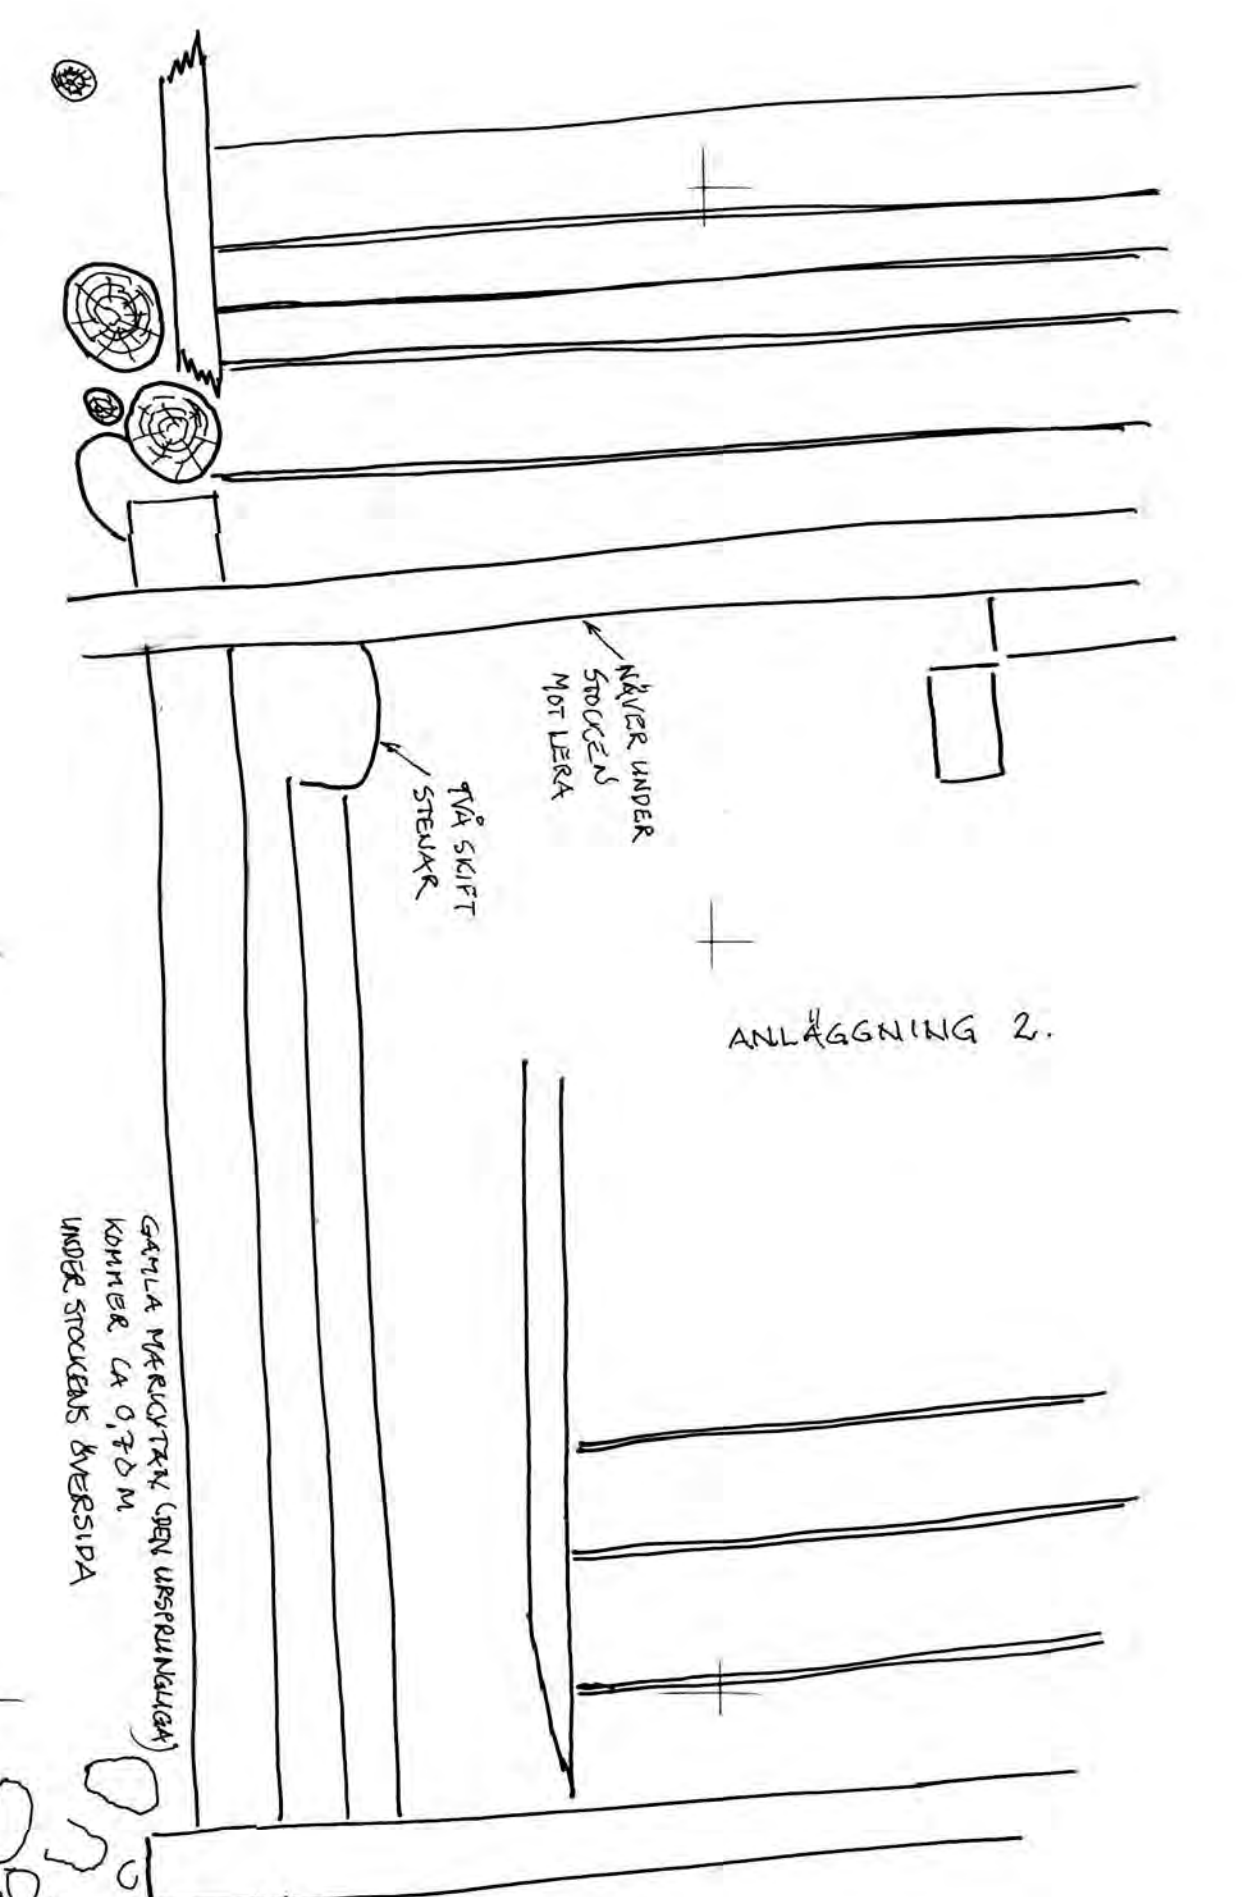 NÄVER UNDER
STOCKEN
MOT LERA
TVÅ SKIFT
STENAR
ANLÄGGNING 2.
GAMLA MARKYTAN (DEN URSPRUNGLIGA)
KOMMER CA 0,70 M
UNDER STOCKENS ÖVERSIDA